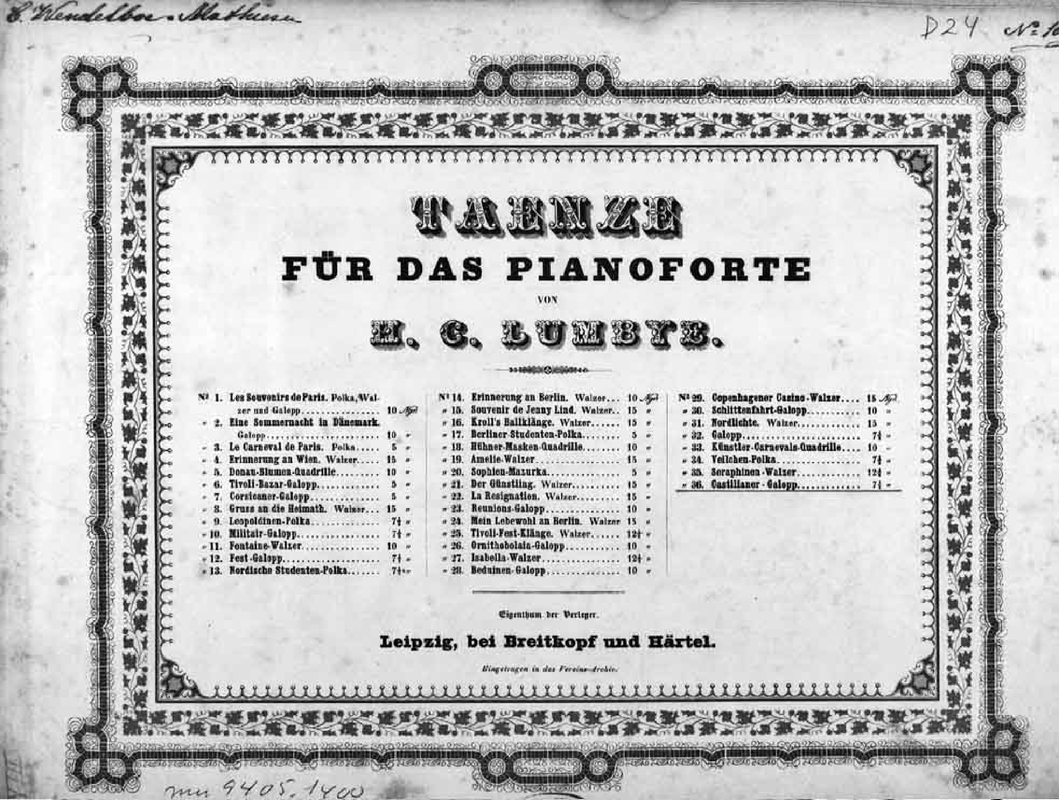 C. Wendelboe-Mathiesen
D24 No
TAENZE
FÜR DAS PIANOFORTE
VON
H. C. LUMBYE.
No 1. Les Souvenirs de Paris. Polka, Wal-
zer und Galopp 10 Ngr.
" 2. Eine Sommernacht in Dänemark.
Galopp 10 "
" 3. Le Carneval de Paris. Polka 5 "
" 4. Erinnerung an Wien. Walzer 15 "
" 5. Donau-Blumen-Quadrille 10 "
" 6. Tivoli-Bazar-Galopp 5 "
" 7. Corsicaner-Galopp 5 "
" 8. Gruss an die Heimath. Walzer 15 "
" 9. Leopoldinen-Polka 7½ "
" 10. Militair-Galopp 7½ "
" 11. Fontaine-Walzer 10 "
" 12. Fest-Galopp 7½ "
" 13. Nordische Studenten-Polka 7½ "
No 14. Erinnerung an Berlin. Walzer 10 Ngr.
" 15. Souvenir de Jenny Lind. Walzer 15 "
" 16. Kroll's Ballklänge. Walzer 15 "
" 17. Berliner-Studenten-Polka 5 "
" 18. Hühner-Masken-Quadrille 10 "
" 19. Amelie-Walzer 15 "
" 20. Sophien-Mazurka 5 "
" 21. Der Günstling. Walzer 15 "
" 22. La Resignation. Walzer 15 "
" 23. Reunions-Galopp 10 "
" 24. Mein Lebewohl an Berlin. Walzer 15 "
" 25. Tivoli-Fest-Klänge. Walzer 12½ "
" 26. Ornithobolaia-Galopp 10 "
" 27. Isabella-Walzer 12½ "
" 28. Beduinen-Galopp 10 "
No 29. Copenhagener Casino-Walzer 15 Ngr.
" 30. Schlittenfahrt-Galopp 10 "
" 31. Nordlichte. Walzer 15 "
" 32. Galopp 7½ "
" 33. Künstler-Carnevals-Quadrille 10 "
" 34. Veilchen-Polka 7½ "
" 35. Seraphinen-Walzer 12½ "
" 36. Castilianer-Galopp 7½ "
Eigenthum der Verleger.
Leipzig, bei Breitkopf und Härtel.
Eingetragen in das Vereins-Archiv.
mu 9405.1400